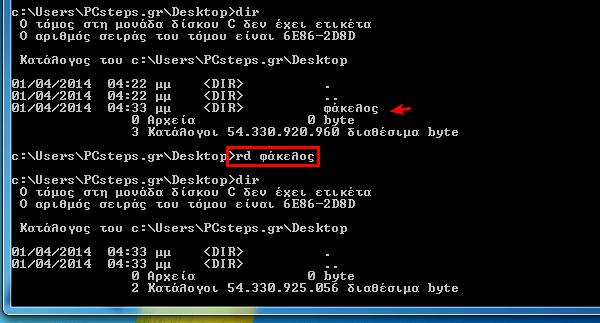 c:\Users\PCsteps.gr\Desktop>dir
Ο τόμος στη μονάδα δίσκου C δεν έχει ετικέτα
Ο αριθμός σειράς του τόμου είναι 6E86-2D8D
Κατάλογος του c:\Users\PCsteps.gr\Desktop
01/04/2014 04:22 μμ <DIR> .
01/04/2014 04:22 μμ <DIR> ..
01/04/2014 04:33 μμ <DIR> φάκελος
0 Αρχεία 0 byte
3 Κατάλογοι 54.330.920.960 διαθέσιμα byte
c:\Users\PCsteps.gr\Desktop>rd φάκελος
c:\Users\PCsteps.gr\Desktop>dir
Ο τόμος στη μονάδα δίσκου C δεν έχει ετικέτα
Ο αριθμός σειράς του τόμου είναι 6E86-2D8D
Κατάλογος του c:\Users\PCsteps.gr\Desktop
01/04/2014 04:33 μμ <DIR> .
01/04/2014 04:33 μμ <DIR> ..
0 Αρχεία 0 byte
2 Κατάλογοι 54.330.925.056 διαθέσιμα byte